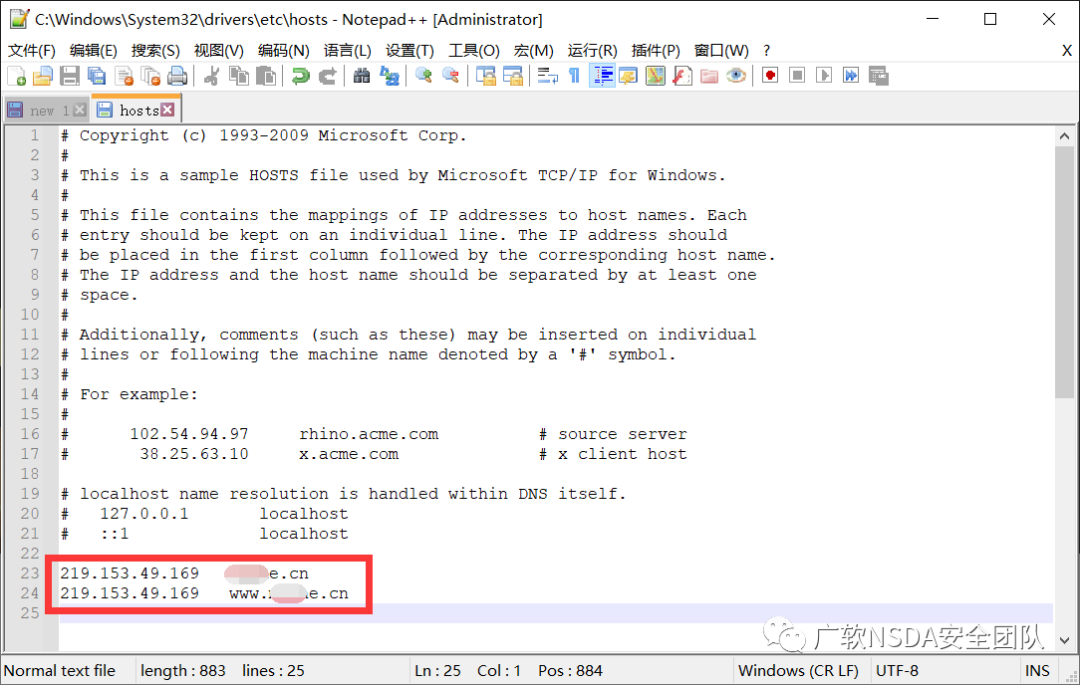 C:\Windows\System32\drivers\etc\hosts - Notepad++ [Administrator]
文件(F) 编辑(E) 搜索(S) 视图(V) 编码(N) 语言(L) 设置(T) 工具(O) 宏(M) 运行(R) 插件(P) 窗口(W) ? X
new 1 hosts
1 # Copyright (c) 1993-2009 Microsoft Corp.
2 #
3 # This is a sample HOSTS file used by Microsoft TCP/IP for Windows.
4 #
5 # This file contains the mappings of IP addresses to host names. Each
6 # entry should be kept on an individual line. The IP address should
7 # be placed in the first column followed by the corresponding host name.
8 # The IP address and the host name should be separated by at least one
9 # space.
10 #
11 # Additionally, comments (such as these) may be inserted on individual
12 # lines or following the machine name denoted by a '#' symbol.
13 #
14 # For example:
15 #
16 # 102.54.94.97 rhino.acme.com # source server
17 # 38.25.63.10 x.acme.com # x client host
18
19 # localhost name resolution is handled within DNS itself.
20 # 127.0.0.1 localhost
21 # ::1 localhost
22
23 219.153.49.169 e.cn
24 219.153.49.169 www. e.cn
25
广软NSDA安全团队
Normal text file length : 883 lines : 25 Ln : 25 Col : 1 Pos : 884 Windows (CR LF) UTF-8 INS